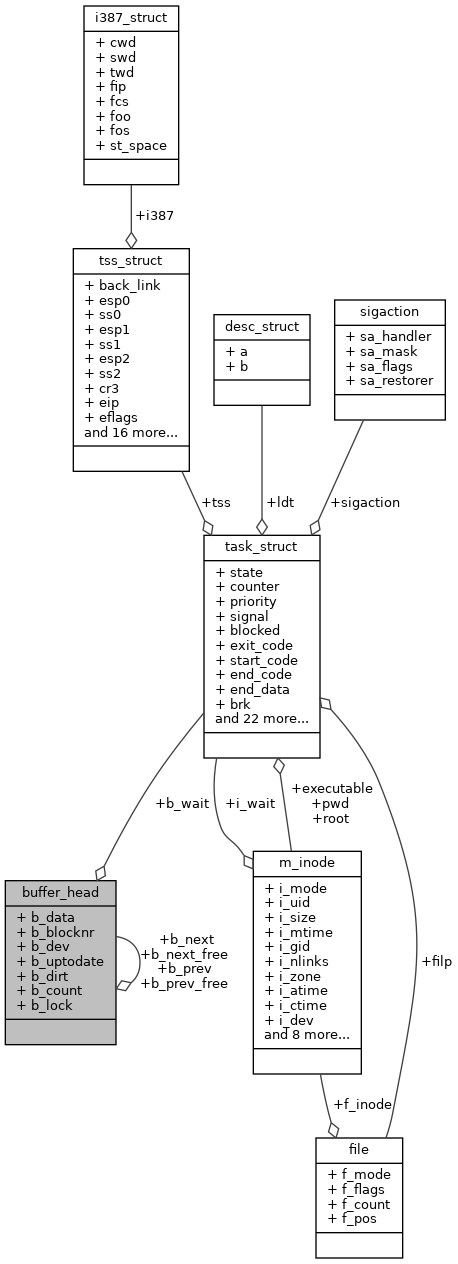 i387_struct
+ cwd
+ swd
+ twd
+ fip
+ fcs
+ foo
+ fos
+ st_space
+i387
tss_struct
+ back_link
+ esp0
+ ss0
+ esp1
+ ss1
+ esp2
+ ss2
+ cr3
+ eip
+ eflags
and 16 more...
desc_struct
+ a
+ b
sigaction
+ sa_handler
+ sa_mask
+ sa_flags
+ sa_restorer
+tss
+ldt
+sigaction
task_struct
+ state
+ counter
+ priority
+ signal
+ blocked
+ exit_code
+ start_code
+ end_code
+ end_data
+ brk
and 22 more...
+b_wait
+i_wait
+executable
+pwd
+root
buffer_head
+ b_data
+ b_blocknr
+ b_dev
+ b_uptodate
+ b_dirt
+ b_count
+ b_lock
+b_next
+b_next_free
+b_prev
+b_prev_free
m_inode
+ i_mode
+ i_uid
+ i_size
+ i_mtime
+ i_gid
+ i_nlinks
+ i_zone
+ i_atime
+ i_ctime
+ i_dev
and 8 more...
+filp
+f_inode
file
+ f_mode
+ f_flags
+ f_count
+ f_pos